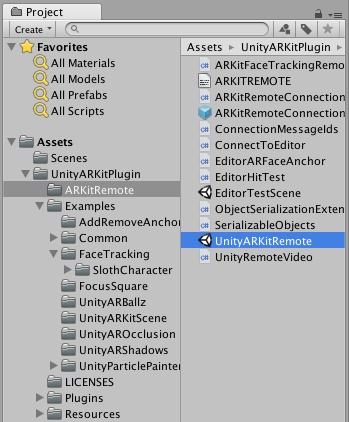 Project
Create
Favorites
All Materials
All Models
All Prefabs
All Scripts
Assets
Scenes
UnityARKitPlugin
ARKitRemote
Examples
AddRemoveAnchor
Common
FaceTracking
SlothCharacter
FocusSquare
UnityARBallz
UnityARKitScene
UnityAROcclusion
UnityARShadows
UnityParticlePainter
LICENSES
Plugins
Resources
Assets UnityARKitPlugin
ARKitFaceTrackingRemo
ARKITREMOTE
ARKitRemoteConnection
ARKitRemoteConnection
ConnectionMessageIds
ConnectToEditor
EditorARFaceAnchor
EditorHitTest
EditorTestScene
ObjectSerializationExten
SerializableObjects
UnityARKitRemote
UnityRemoteVideo